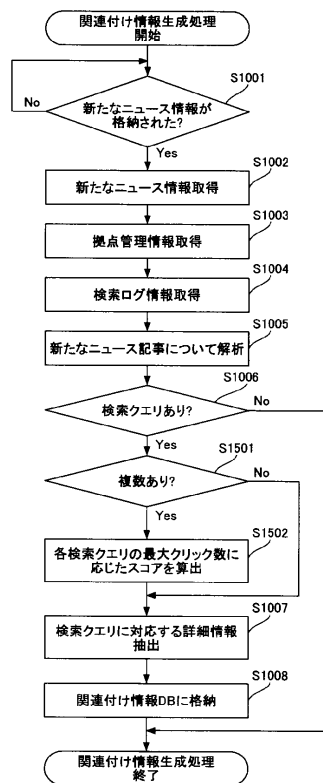 関連付け情報生成処理
開始
S1001
新たなニュース情報が
格納された?
No
Yes
S1002
新たなニュース情報取得
S1003
拠点管理情報取得
S1004
検索ログ情報取得
S1005
新たなニュース記事について解析
S1006
検索クエリあり?
No
Yes
S1501
複数あり?
No
Yes
S1502
各検索クエリの最大クリック数に
応じたスコアを算出
S1007
検索クエリに対応する詳細情報
抽出
S1008
関連付け情報DBに格納
関連付け情報生成処理
終了